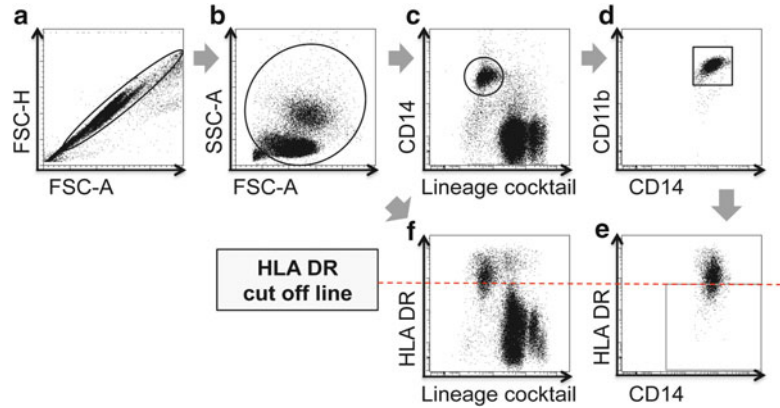 a
b
c
d
FSC-H
FSC-A
SSC-A
FSC-A
CD14
Lineage cocktail
CD11b
CD14
HLA DR
cut off line
f
HLA DR
Lineage cocktail
e
HLA DR
CD14